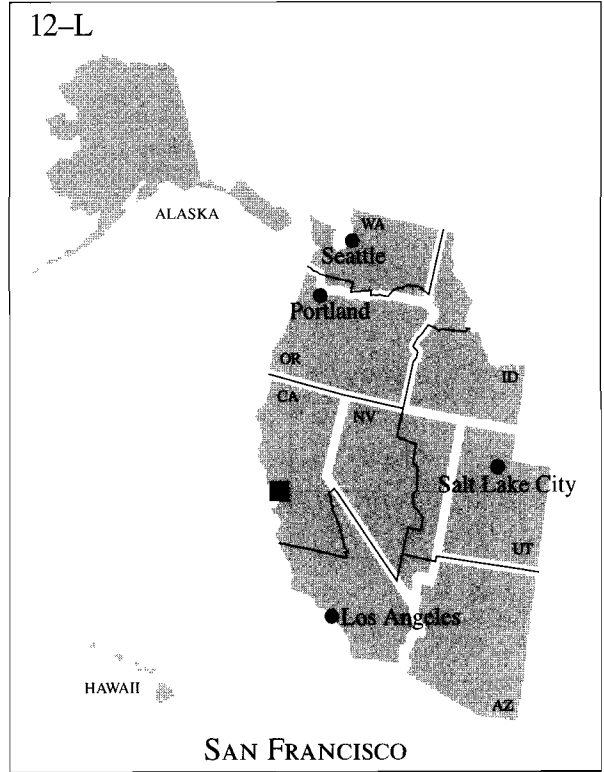 12–L
ALASKA
WA
Seattle
Portland
OR
ID
CA
NV
Salt Lake City
UT
Los Angeles
HAWAII
AZ
SAN FRANCISCO